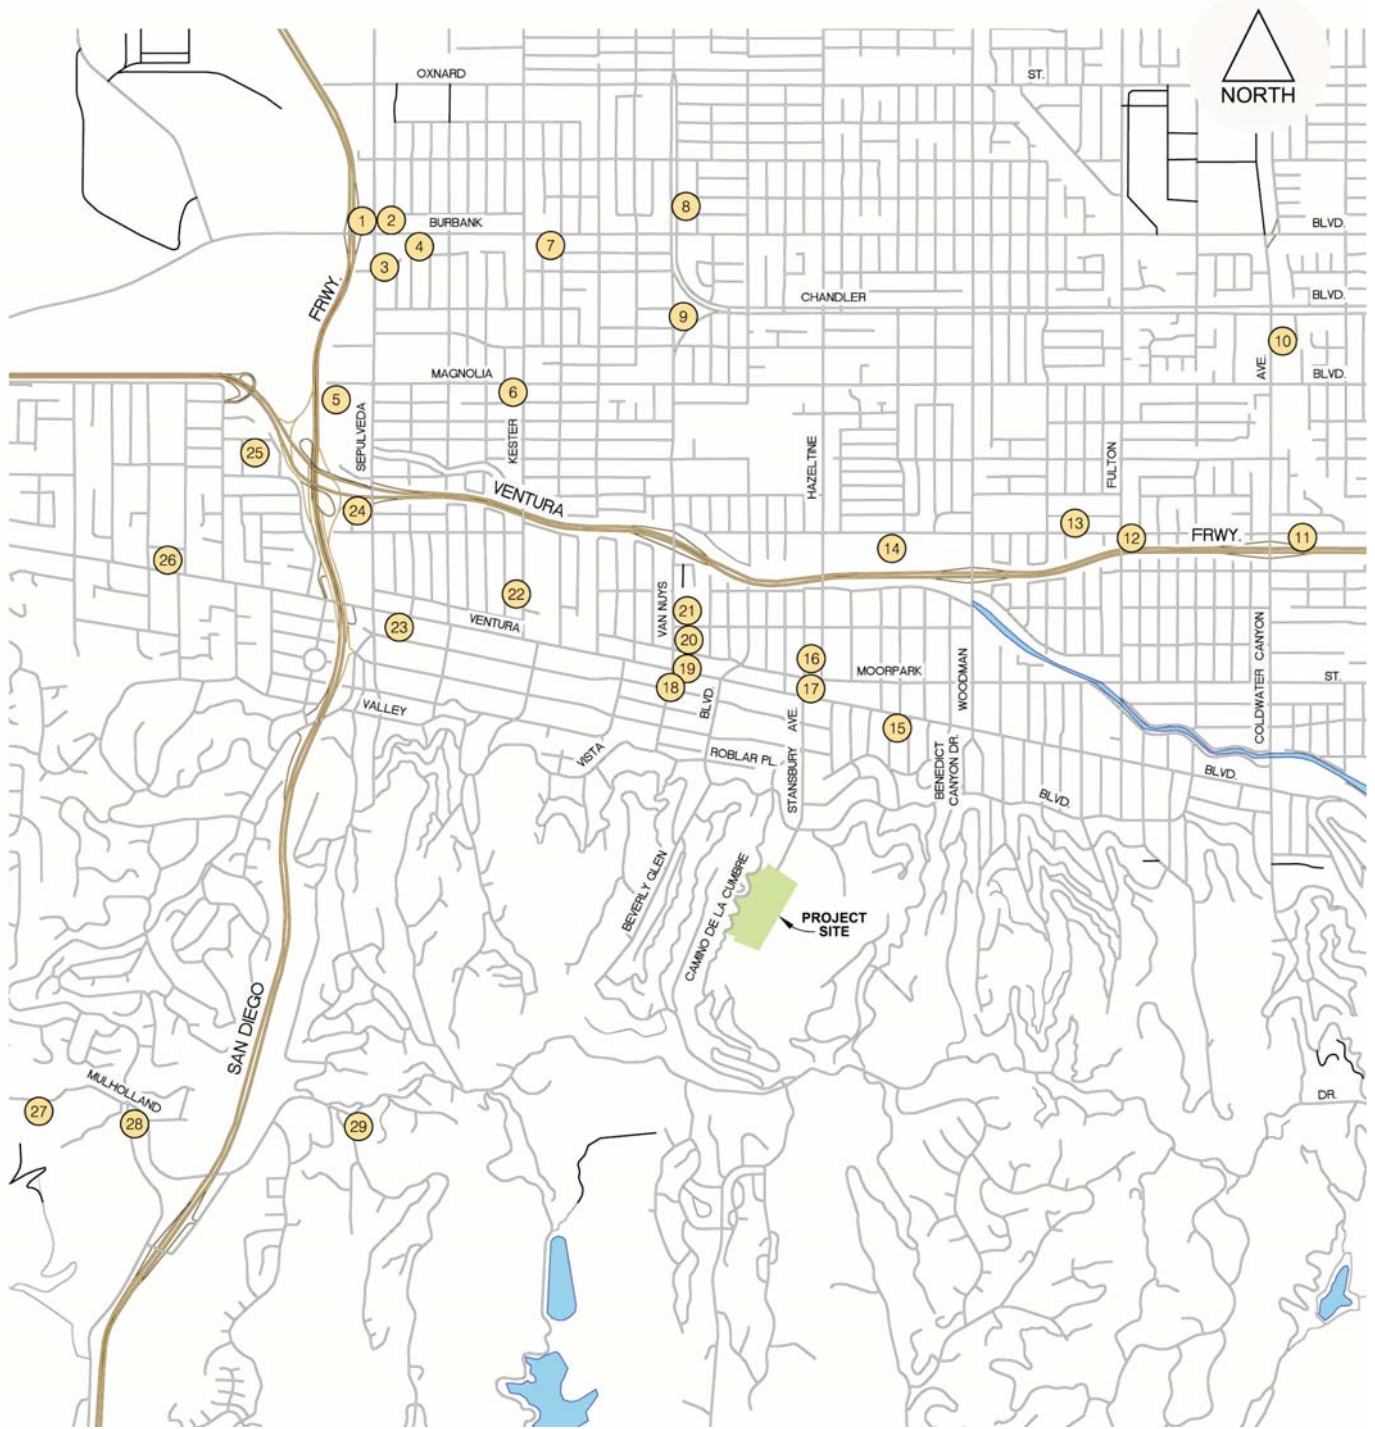 OXNARD
ST.
NORTH
8
1
2
BURBANK
BLVD.
4
7
3
FRWY.
CHANDLER
BLVD.
9
10
MAGNOLIA
AVE.
BLVD.
5
6
SEPULVEDA
KESTER
HAZELTINE
FULTON
25
VENTURA
24
13
12
FRWY.
11
14
26
22
VAN NUYS
21
VENTURA
23
20
16
19
MOORPARK
WOODMAN
COLDWATER CANYON
ST.
18
17
BLVD.
VALLEY
AVE.
15
VISTA
ROBLAR PL.
STANSBURY
BENEDICT
CANYON DR.
BLVD.
BLVD.
BEVERLY GLEN
CAMINO DE LA CUMBRE
PROJECT
SITE
SAN DIEGO
MULHOLLAND
DR.
27
28
29